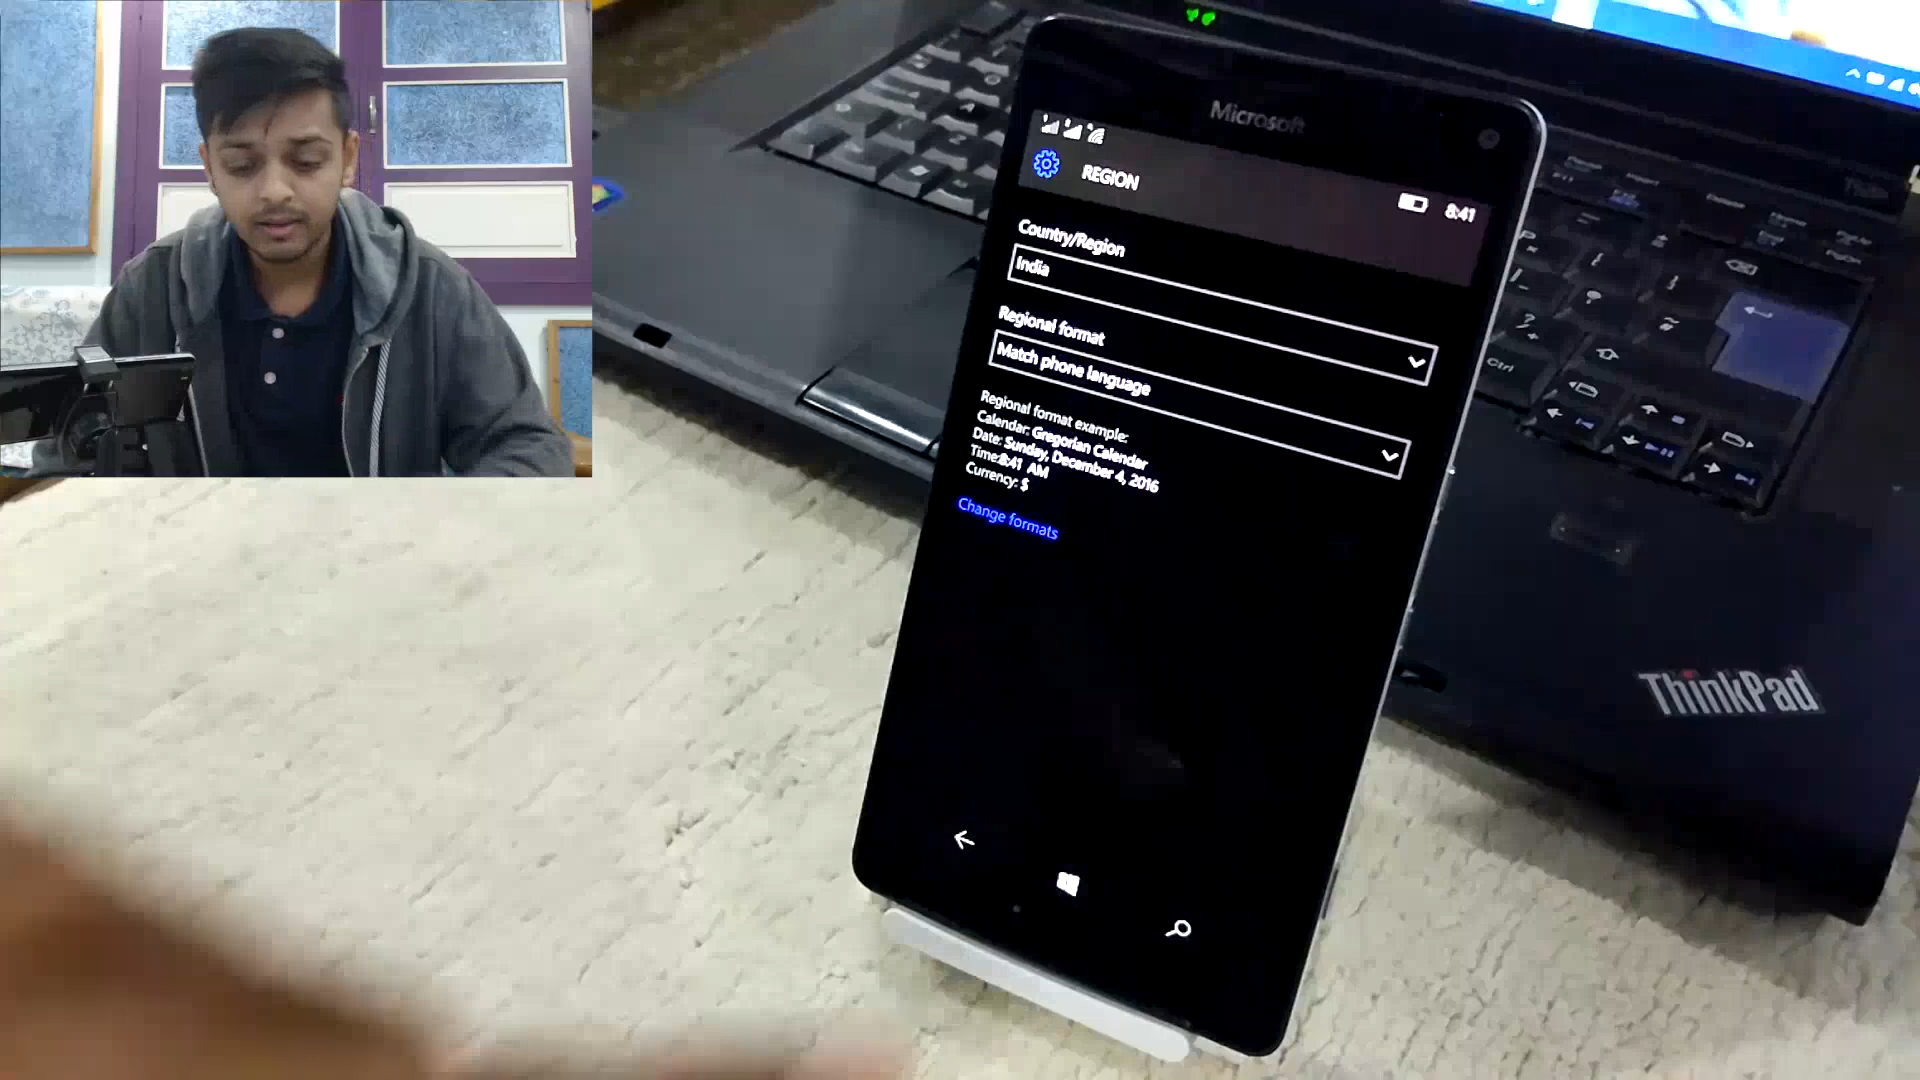 Microsoft
REGION
8:41
Country/Region
India
Regional format
Match phone language
Regional format example:
Calendar: Gregorian Calendar
Date: Sunday, December 4, 2016
Time:8:41 AM
Currency: $
Change formats
Ctrl
ThinkPad